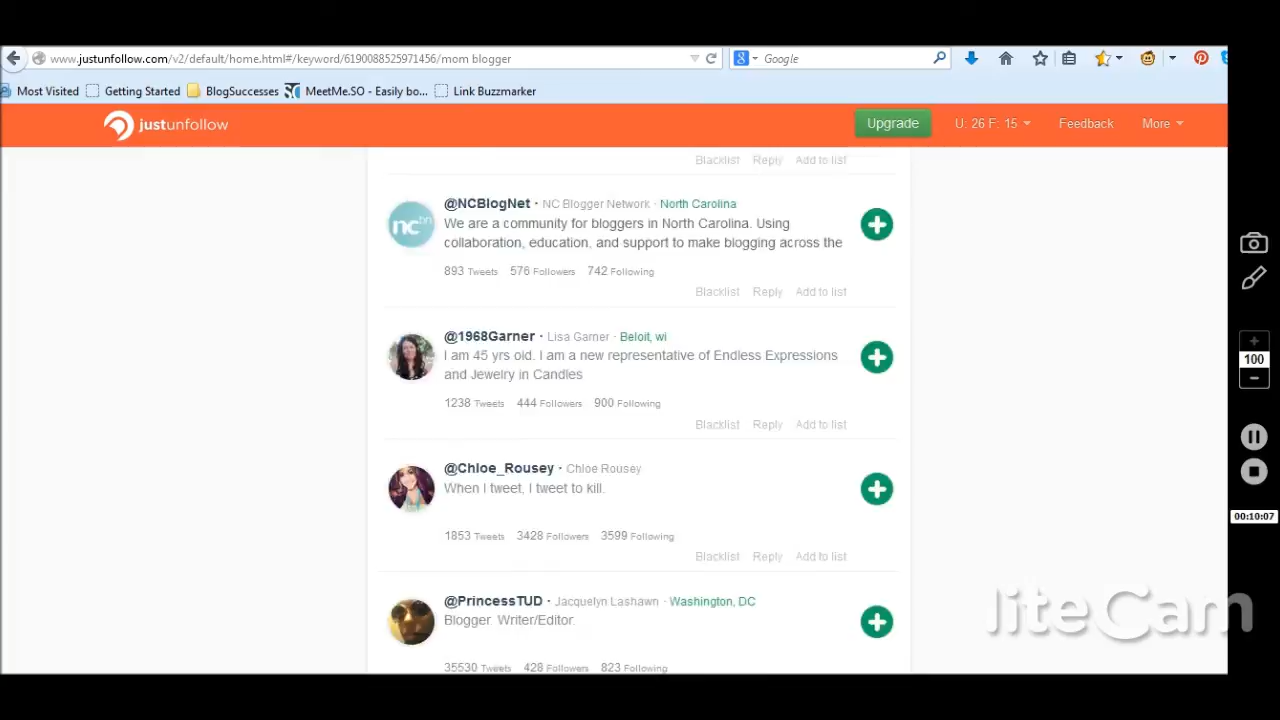 www.justunfollow.com/v2/default/home.html#/keyword/6190088525971456/mom blogger
Google
Most Visited
Getting Started
BlogSuccesses
MeetMe.SO - Easily bo...
Link Buzzmarker
justunfollow
Upgrade
U: 26 F: 15
Feedback
More
Blacklist Reply Add to list
@NCBlogNet · NC Blogger Network · North Carolina
We are a community for bloggers in North Carolina. Using
collaboration, education, and support to make blogging across the
893 Tweets 576 Followers 742 Following
Blacklist Reply Add to list
@1968Garner · Lisa Garner · Beloit, wi
I am 45 yrs old. I am a new representative of Endless Expressions
and Jewelry in Candles
1238 Tweets 444 Followers 900 Following
Blacklist Reply Add to list
@Chloe_Rousey · Chloe Rousey
When I tweet, I tweet to kill.
1853 Tweets 3428 Followers 3599 Following
Blacklist Reply Add to list
@PrincessTUD · Jacquelyn Lashawn · Washington, DC
Blogger. Writer/Editor.
35530 Tweets 428 Followers 823 Following
nc bn
100
00:10:07
liteCam